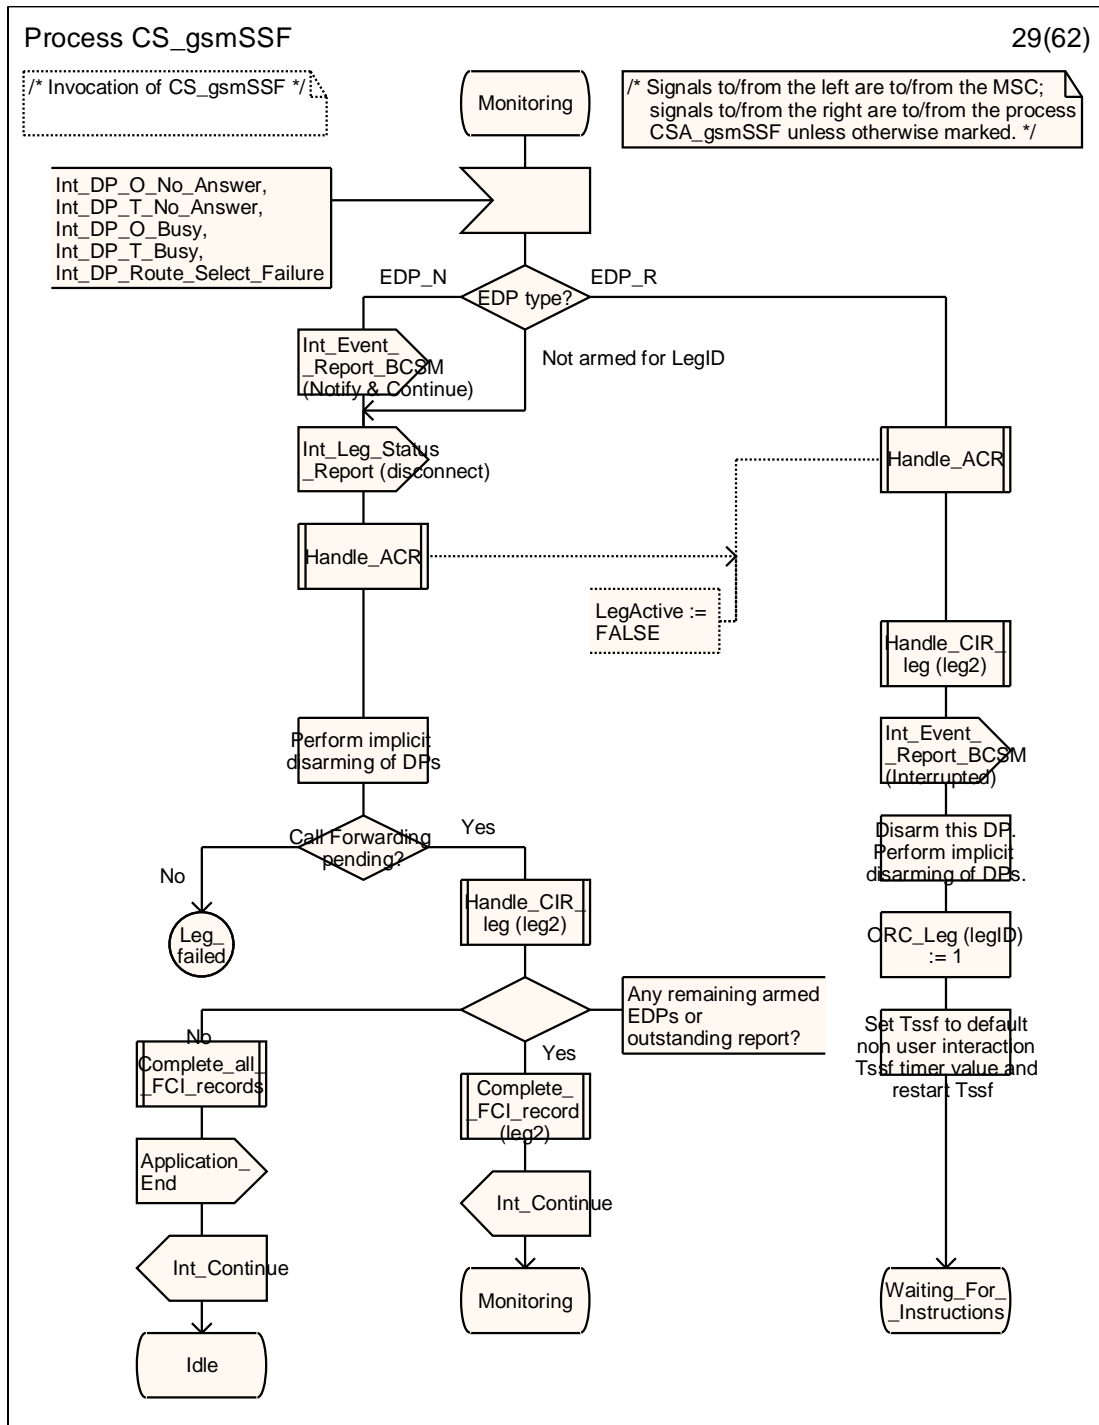 Process CS_gsmSSF
29(62)
/* Invocation of CS_gsmSSF */
Monitoring
/* Signals to/from the left are to/from the MSC;
signals to/from the right are to/from the process
CSA_gsmSSF unless otherwise marked. */
Int_DP_O_No_Answer,
Int_DP_T_No_Answer,
Int_DP_O_Busy,
Int_DP_T_Busy,
Int_DP_Route_Select_Failure
EDP_N
EDP type?
EDP_R
Int_Event_
_Report_BCSM
(Notify & Continue)
Not armed for LegID
Int_Leg_Status
_Report (disconnect)
Handle_ACR
Handle_ACR
LegActive :=
FALSE
Handle_CIR_
leg (leg2)
Perform implicit
disarming of DPs
Int_Event_
_Report_BCSM
(Interrupted)
Call Forwarding
pending?
Yes
No
Disarm this DP.
Perform implicit
disarming of DPs.
Handle_CIR_
leg (leg2)
Leg_
failed
ORC_Leg (legID)
:= 1
Any remaining armed
EDPs or
outstanding report?
No
Yes
Set Tssf to default
non user interaction
Tssf timer value and
restart Tssf
Complete_all_
_FCI_records
Complete_
_FCI_record
(leg2)
Application_
End
Int_Continue
Int_Continue
Monitoring
Waiting_For_
_Instructions
Idle